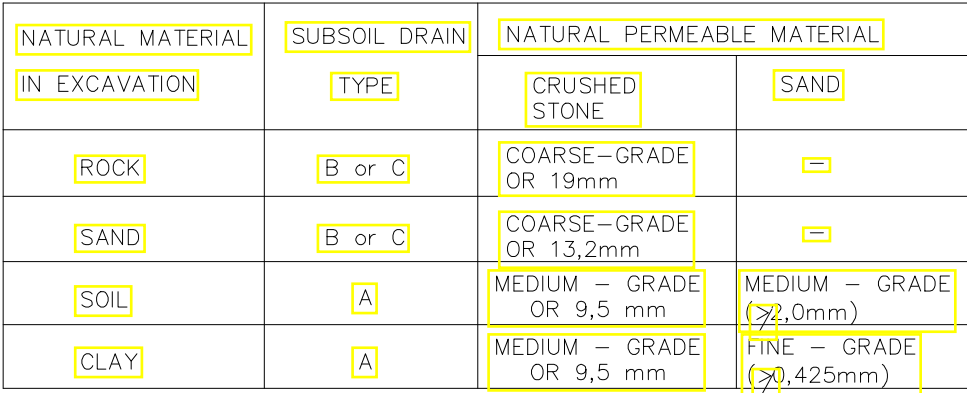 NATURAL MATERIAL
IN EXCAVATION
SUBSOIL DRAIN
TYPE
NATURAL PERMEABLE MATERIAL
CRUSHED
STONE
SAND
ROCK
B or C
COARSE-GRADE
OR 19mm
-
SAND
B or C
COARSE-GRADE
OR 13,2mm
-
SOIL
A
MEDIUM - GRADE
OR 9,5 mm
MEDIUM - GRADE
(⩾2,0mm)
CLAY
A
MEDIUM - GRADE
OR 9,5 mm
FINE - GRADE
(⩾0,425mm)